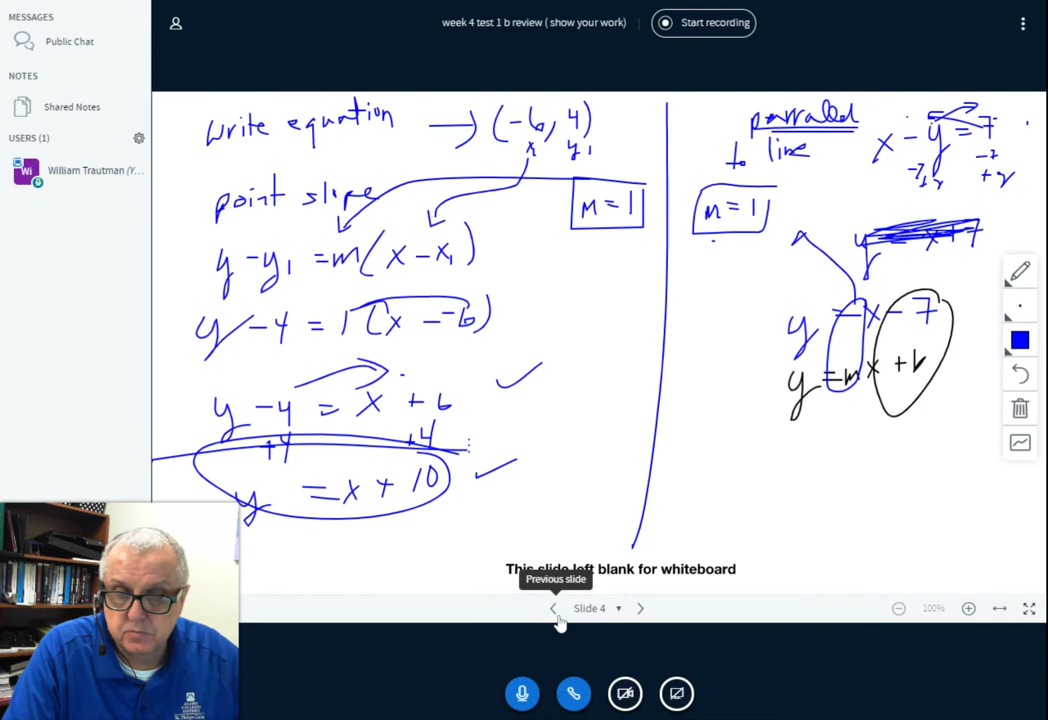 MESSAGES
Public Chat
NOTES
Shared Notes
USERS (1)
Wi
William Trautman (Y...
week 4 test 1 b review ( show your work)
Start recording
write equation → (-6, 4)
x y₁
point slope
m = 1
y - y₁ = m(x - x₁)
y - 4 = 1(x - -6)
y - 4 = x + 6
+4 +4
y = x + 10
parralled
to line
x - y = 7
m = 1
y = x - 7
y = mx + b
This slide left blank for whiteboard
Previous slide
Slide 4
100%